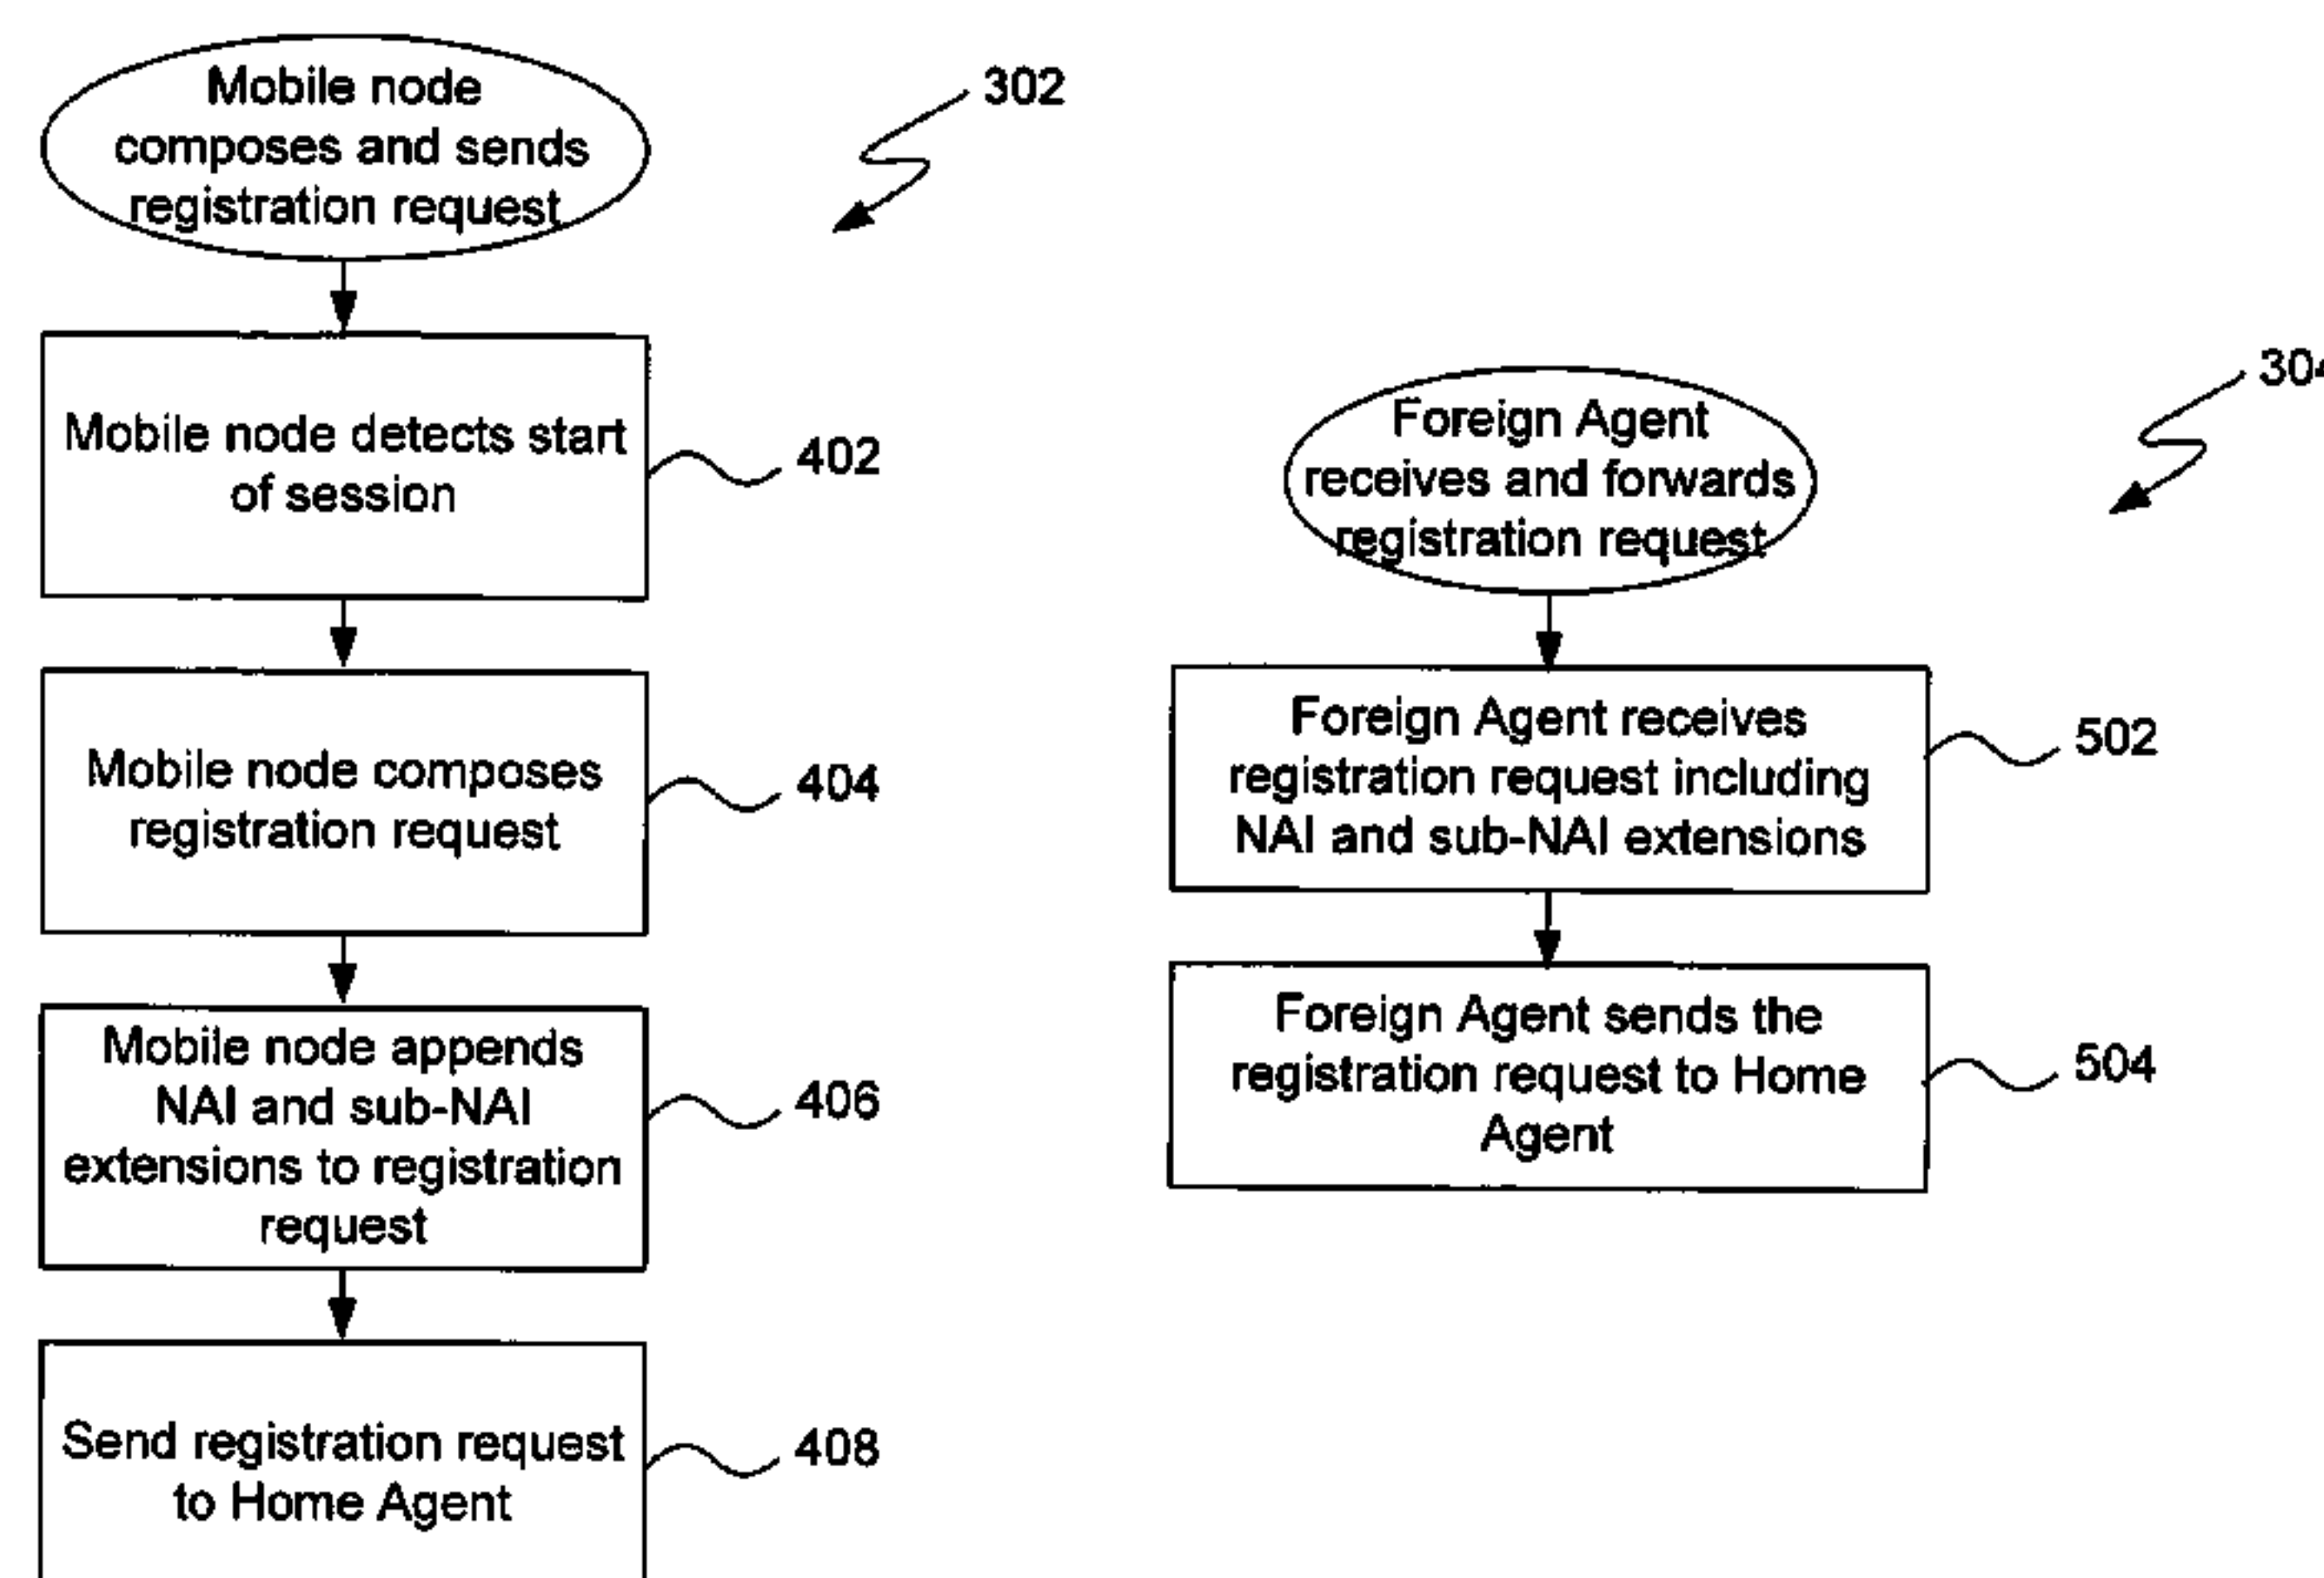 Mobile node
composes and sends
registration request
302
Mobile node detects start
of session
402
Mobile node composes
registration request
404
Mobile node appends
NAI and sub-NAI
extensions to registration
request
406
Send registration request
to Home Agent
408
Foreign Agent
receives and forwards
registration request
304
Foreign Agent receives
registration request including
NAI and sub-NAI extensions
502
Foreign Agent sends the
registration request to Home
Agent
504